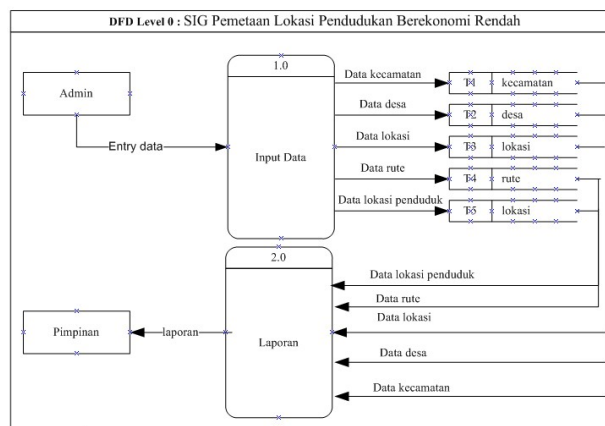 DFD Level 0 : SIG Pemetaan Lokasi Pendudukan Berekonomi Rendah
Admin
Entry data
1.0
Input Data
Data kecamatan
T1 kecamatan
Data desa
T2 desa
Data lokasi
T3 lokasi
Data rute
T4 rute
Data lokasi penduduk
T5 lokasi
2.0
Laporan
Data lokasi penduduk
Data rute
Data lokasi
Data desa
Data kecamatan
laporan
Pimpinan